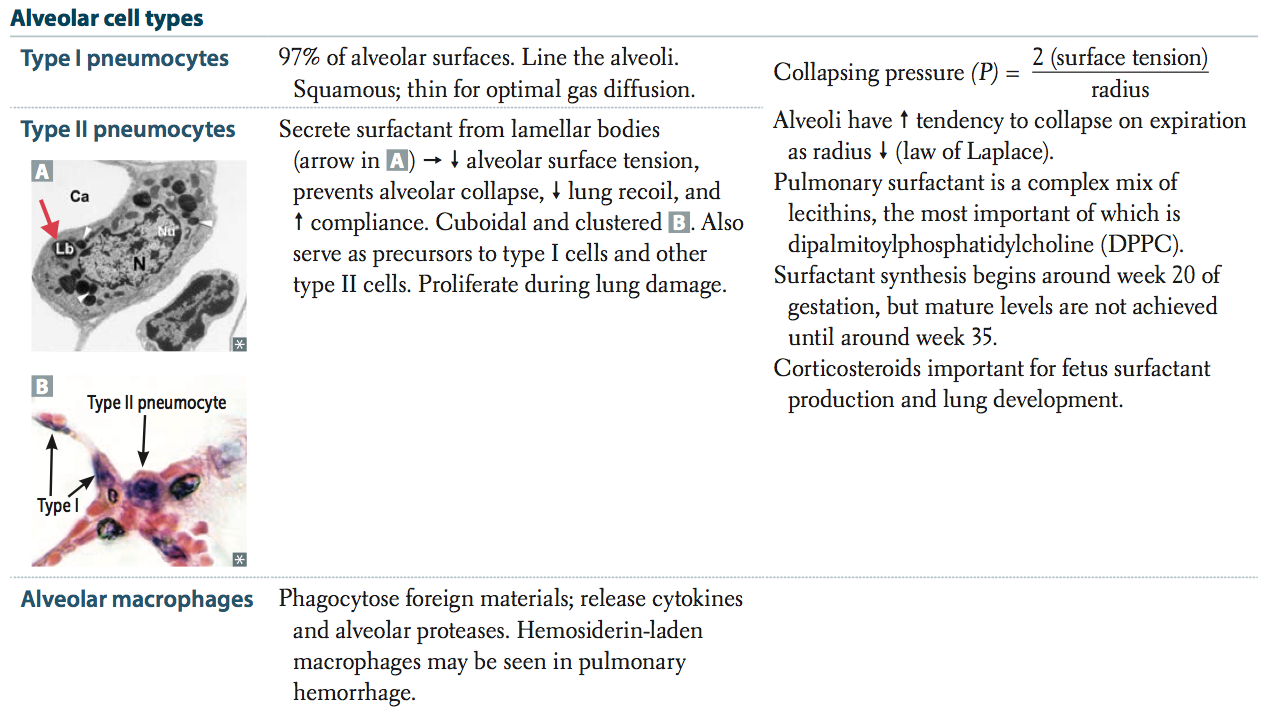 Alveolar cell types
Type I pneumocytes
97% of alveolar surfaces. Line the alveoli.
Squamous; thin for optimal gas diffusion.
Collapsing pressure (P) = 2 (surface tension)
radius
Alveoli have ↑ tendency to collapse on expiration
as radius ↓ (law of Laplace).
Pulmonary surfactant is a complex mix of
lecithins, the most important of which is
dipalmitoylphosphatidylcholine (DPPC).
Surfactant synthesis begins around week 20 of
gestation, but mature levels are not achieved
until around week 35.
Corticosteroids important for fetus surfactant
production and lung development.
Type II pneumocytes
Secrete surfactant from lamellar bodies
(arrow in A) → ↓ alveolar surface tension,
prevents alveolar collapse, ↓ lung recoil, and
↑ compliance. Cuboidal and clustered B. Also
serve as precursors to type I cells and other
type II cells. Proliferate during lung damage.
A
Ca
Nu
Lb
N
B
Type II pneumocyte
Type I
Alveolar macrophages
Phagocytose foreign materials; release cytokines
and alveolar proteases. Hemosiderin-laden
macrophages may be seen in pulmonary
hemorrhage.